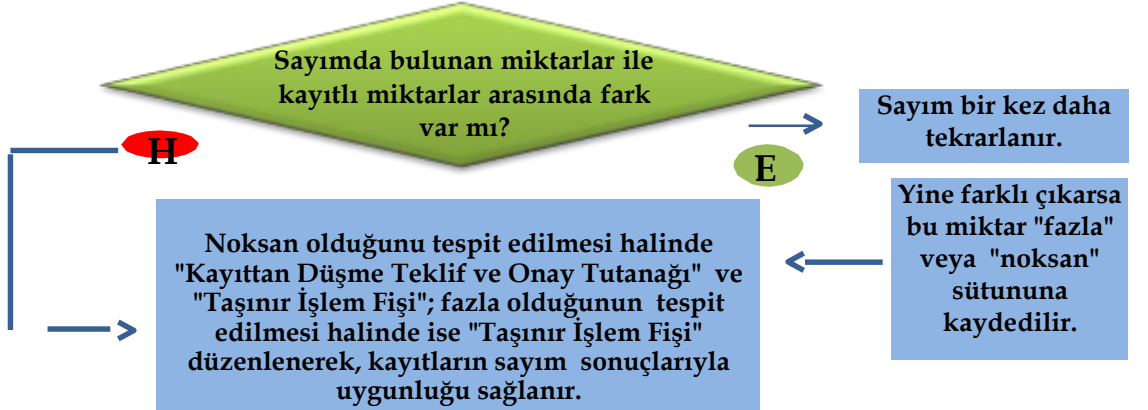 Sayımda bulunan miktarlar ile
kayıtlı miktarlar arasında fark
var mı?
H
E
Sayım bir kez daha
tekrarlanır.
Yine farklı çıkarsa
bu miktar "fazla"
veya "noksan"
sütununa
kaydedilir.
Noksan olduğunu tespit edilmesi halinde
"Kayıttan Düşme Teklif ve Onay Tutanağı" ve
"Taşınır İşlem Fişi"; fazla olduğunun tespit
edilmesi halinde ise "Taşınır İşlem Fişi"
düzenlenerek, kayıtların sayım sonuçlarıyla
uygunluğu sağlanır.